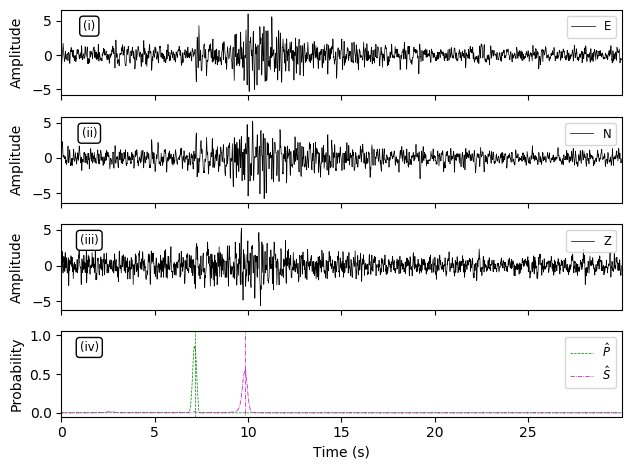 Amplitude
5
0
−5
(i)
E
Amplitude
5
0
−5
(ii)
N
Amplitude
5
0
−5
(iii)
Z
Probability
1.0
0.5
0.0
(iv)
P̂
Ŝ
0 5 10 15 20 25
Time (s)